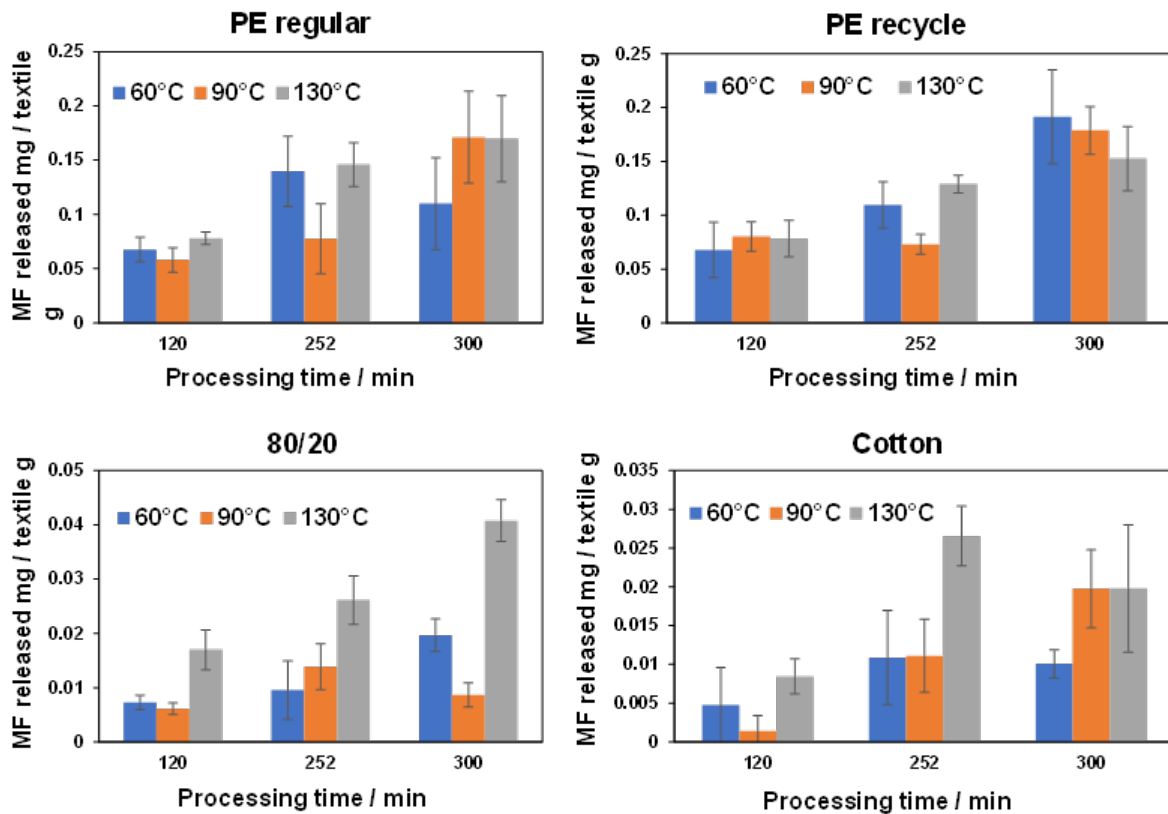 PE regular
MF released mg / textile
g
0.25
0.2
0.15
0.1
0.05
0
60°C 90°C 130°C
120 252 300
Processing time / min
PE recycle
MF released mg / textile g
0.25
0.2
0.15
0.1
0.05
0
60°C 90°C 130°C
120 252 300
Processing time / min
80/20
MF released mg / textile g
0.05
0.04
0.03
0.02
0.01
0
60°C 90°C 130°C
120 252 300
Processing time / min
Cotton
MF released mg / textile g
0.035
0.03
0.025
0.02
0.015
0.01
0.005
0
60°C 90°C 130°C
120 252 300
Processing time / min